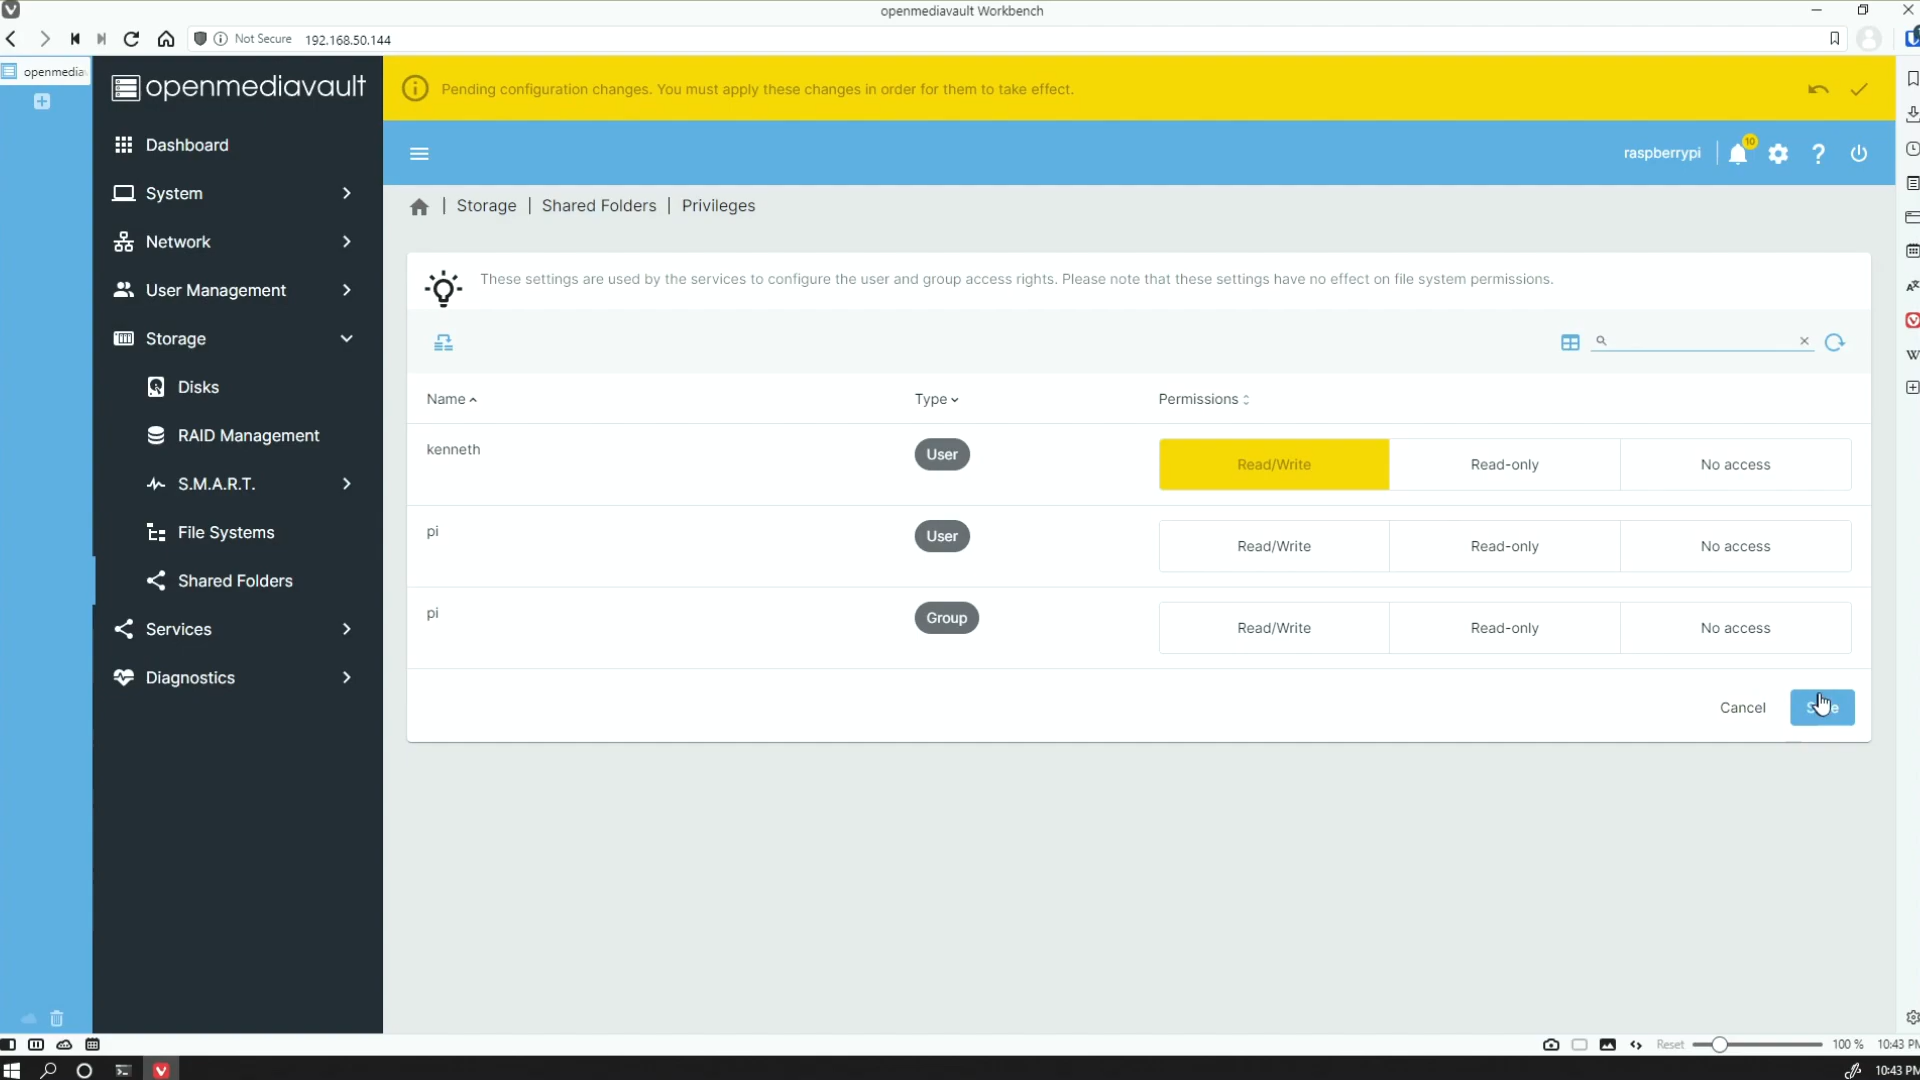 openmediavault Workbench
Not Secure 192.168.50.144
openmedia
openmediavault
Pending configuration changes. You must apply these changes in order for them to take effect.
raspberrypi
10
Dashboard
System
Network
User Management
Storage
Disks
RAID Management
S.M.A.R.T.
File Systems
Shared Folders
Services
Diagnostics
| Storage | Shared Folders | Privileges
These settings are used by the services to configure the user and group access rights. Please note that these settings have no effect on file system permissions.
Name Type Permissions
kenneth User Read/Write Read-only No access
pi User Read/Write Read-only No access
pi Group Read/Write Read-only No access
Cancel
Reset 100 % 10:43 PM
10:43 PM